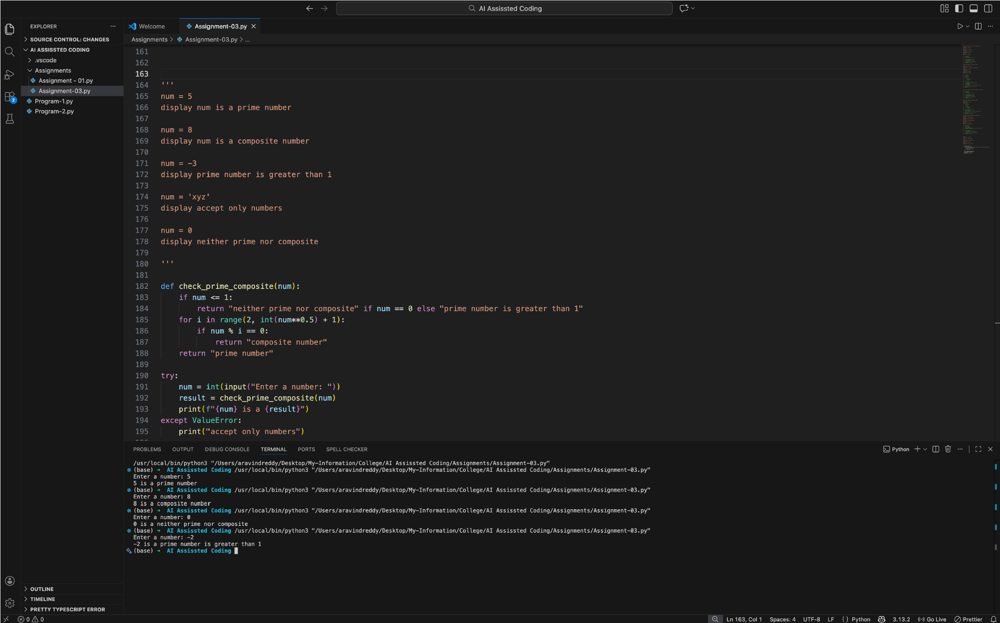 AI Assissted Coding
EXPLORER
SOURCE CONTROL: CHANGES
AI ASSISSTED CODING
.vscode
Assignments
Assignment - 01.py
Assignment-03.py
Program-1.py
Program-2.py
2
OUTLINE
TIMELINE
PRETTY TYPESCRIPT ERROR
Welcome
Assignment-03.py
Assignments > Assignment-03.py > ...
161
162
163
164 '''
165 num = 5
166 display num is a prime number
167
168 num = 8
169 display num is a composite number
170
171 num = -3
172 display prime number is greater than 1
173
174 num = 'xyz'
175 display accept only numbers
176
177 num = 0
178 display neither prime nor composite
179
180 '''
181
182 def check_prime_composite(num):
183     if num <= 1:
184         return "neither prime nor composite" if num == 0 else "prime number is greater than 1"
185     for i in range(2, int(num**0.5) + 1):
186         if num % i == 0:
187             return "composite number"
188     return "prime number"
189
190 try:
191     num = int(input("Enter a number: "))
192     result = check_prime_composite(num)
193     print(f"{num} is a {result}")
194 except ValueError:
195     print("accept only numbers")
PROBLEMS OUTPUT DEBUG CONSOLE TERMINAL PORTS SPELL CHECKER
Python
/usr/local/bin/python3 "/Users/aravindreddy/Desktop/My-Information/College/AI Assissted Coding/Assignments/Assignment-03.py"
(base) → AI Assissted Coding /usr/local/bin/python3 "/Users/aravindreddy/Desktop/My-Information/College/AI Assissted Coding/Assignments/Assignment-03.py"
Enter a number: 5
5 is a prime number
(base) → AI Assissted Coding /usr/local/bin/python3 "/Users/aravindreddy/Desktop/My-Information/College/AI Assissted Coding/Assignments/Assignment-03.py"
Enter a number: 8
8 is a composite number
(base) → AI Assissted Coding /usr/local/bin/python3 "/Users/aravindreddy/Desktop/My-Information/College/AI Assissted Coding/Assignments/Assignment-03.py"
Enter a number: 0
0 is a neither prime nor composite
(base) → AI Assissted Coding /usr/local/bin/python3 "/Users/aravindreddy/Desktop/My-Information/College/AI Assissted Coding/Assignments/Assignment-03.py"
Enter a number: -2
-2 is a prime number is greater than 1
(base) → AI Assissted Coding
0 0 Ln 163, Col 1 Spaces: 4 UTF-8 LF { } Python 3.13.2 Go Live Prettier